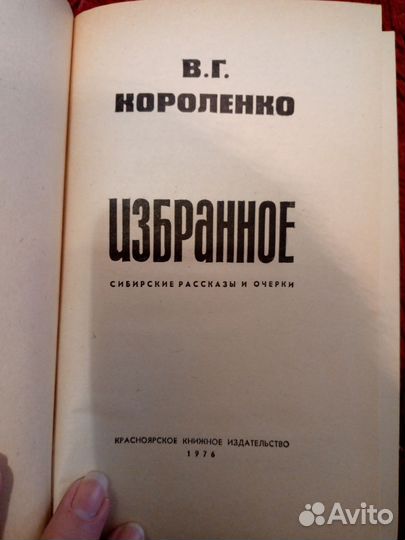 В.Г.
КОРОЛЕНКО
ИЗБРАННОЕ
СИБИРСКИЕ РАССКАЗЫ И ОЧЕРКИ
КРАСНОЯРСКОЕ КНИЖНОЕ ИЗДАТЕЛЬСТВО
1976
Avito